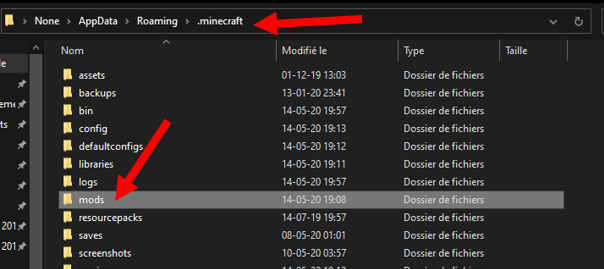 None > AppData > Roaming > .minecraft
Nom Modifié le Type Taille
assets 01-12-19 13:03 Dossier de fichiers
backups 13-01-20 23:41 Dossier de fichiers
bin 14-05-20 19:57 Dossier de fichiers
config 14-05-20 19:13 Dossier de fichiers
defaultconfigs 14-05-20 19:12 Dossier de fichiers
libraries 14-05-20 19:11 Dossier de fichiers
logs 14-05-20 19:57 Dossier de fichiers
mods 14-05-20 19:08 Dossier de fichiers
resourcepacks 14-07-19 19:57 Dossier de fichiers
201 saves 08-05-20 01:01 Dossier de fichiers
201 screenshots 10-05-20 03:57 Dossier de fichiers